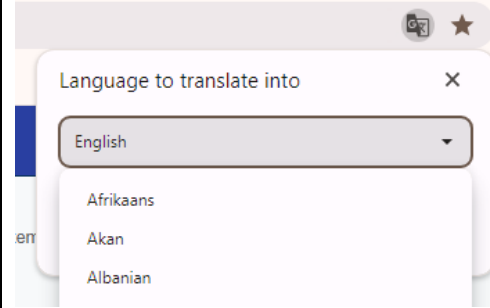 Language to translate into
English
Afrikaans
Akan
Albanian